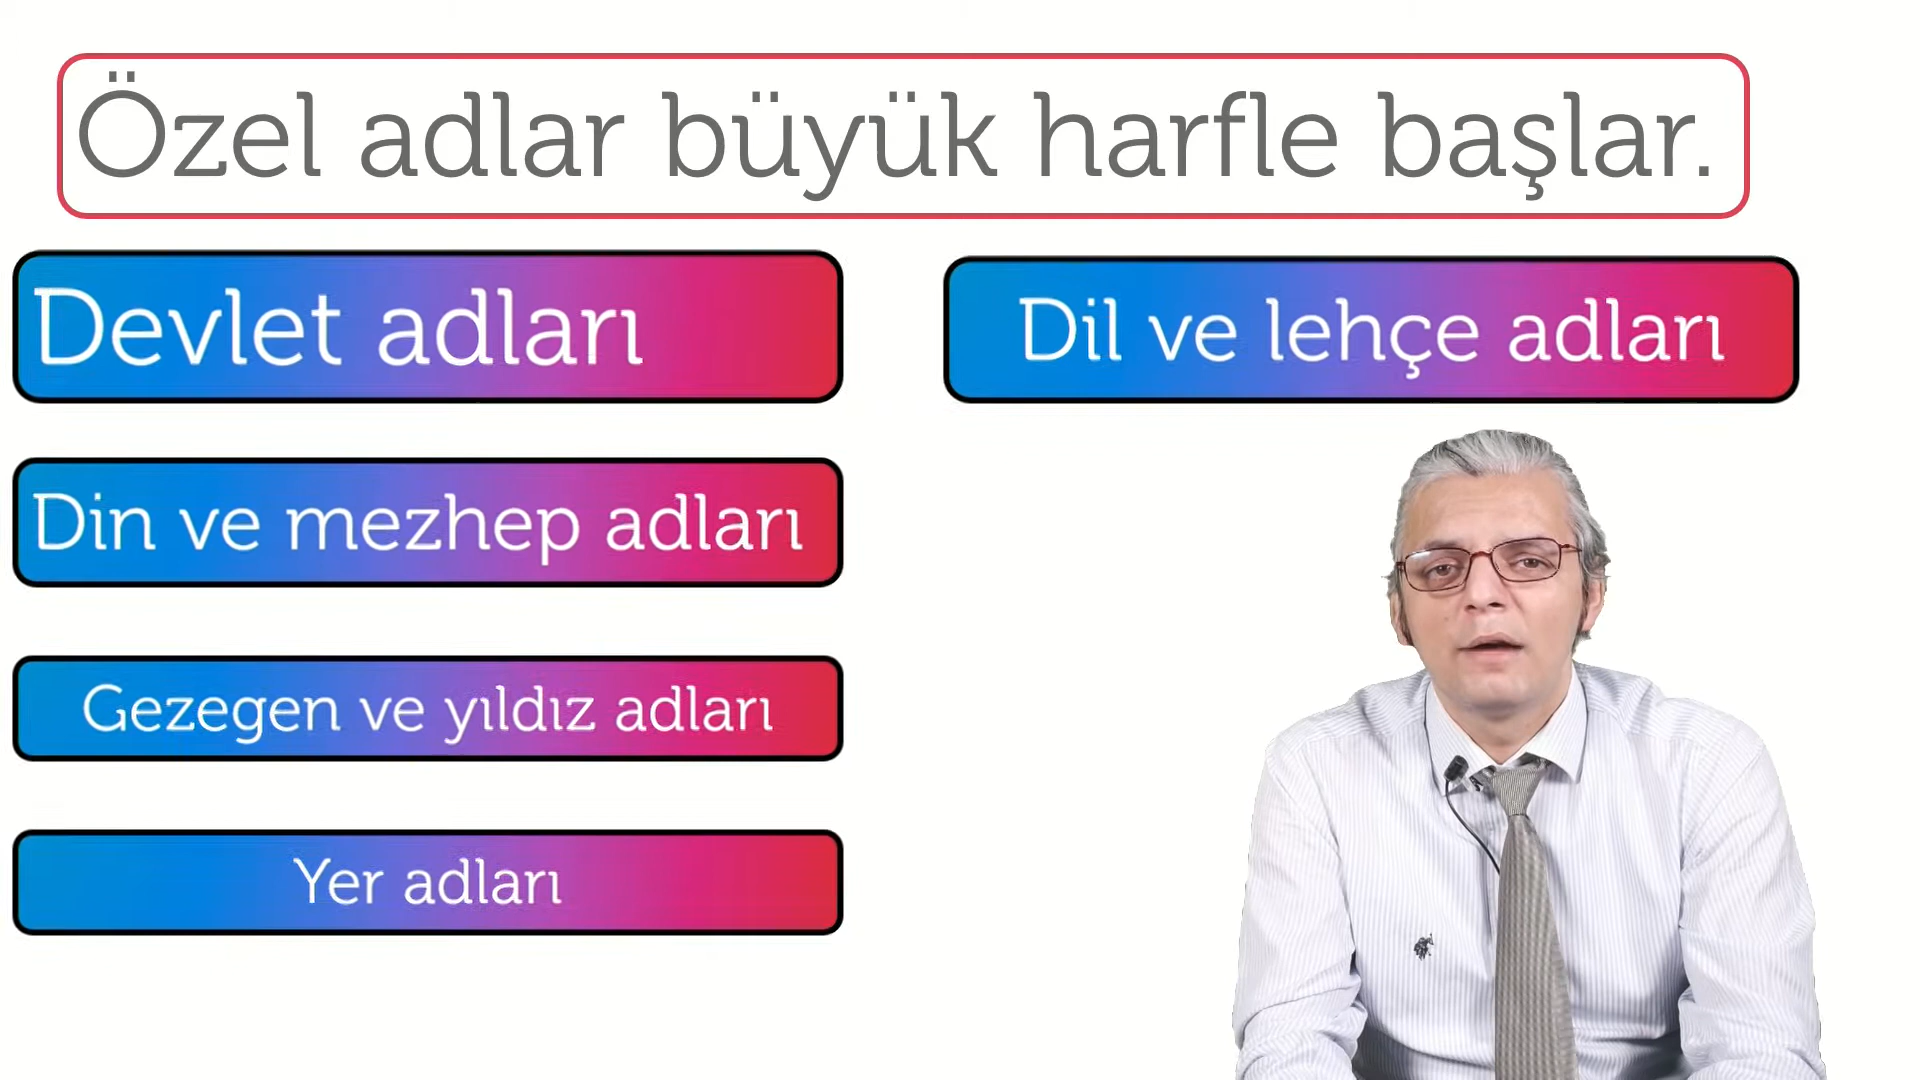 Özel adlar büyük harfle başlar.
Devlet adları
Din ve mezhep adları
Gezegen ve yıldız adları
Yer adları
Dil ve lehçe adları